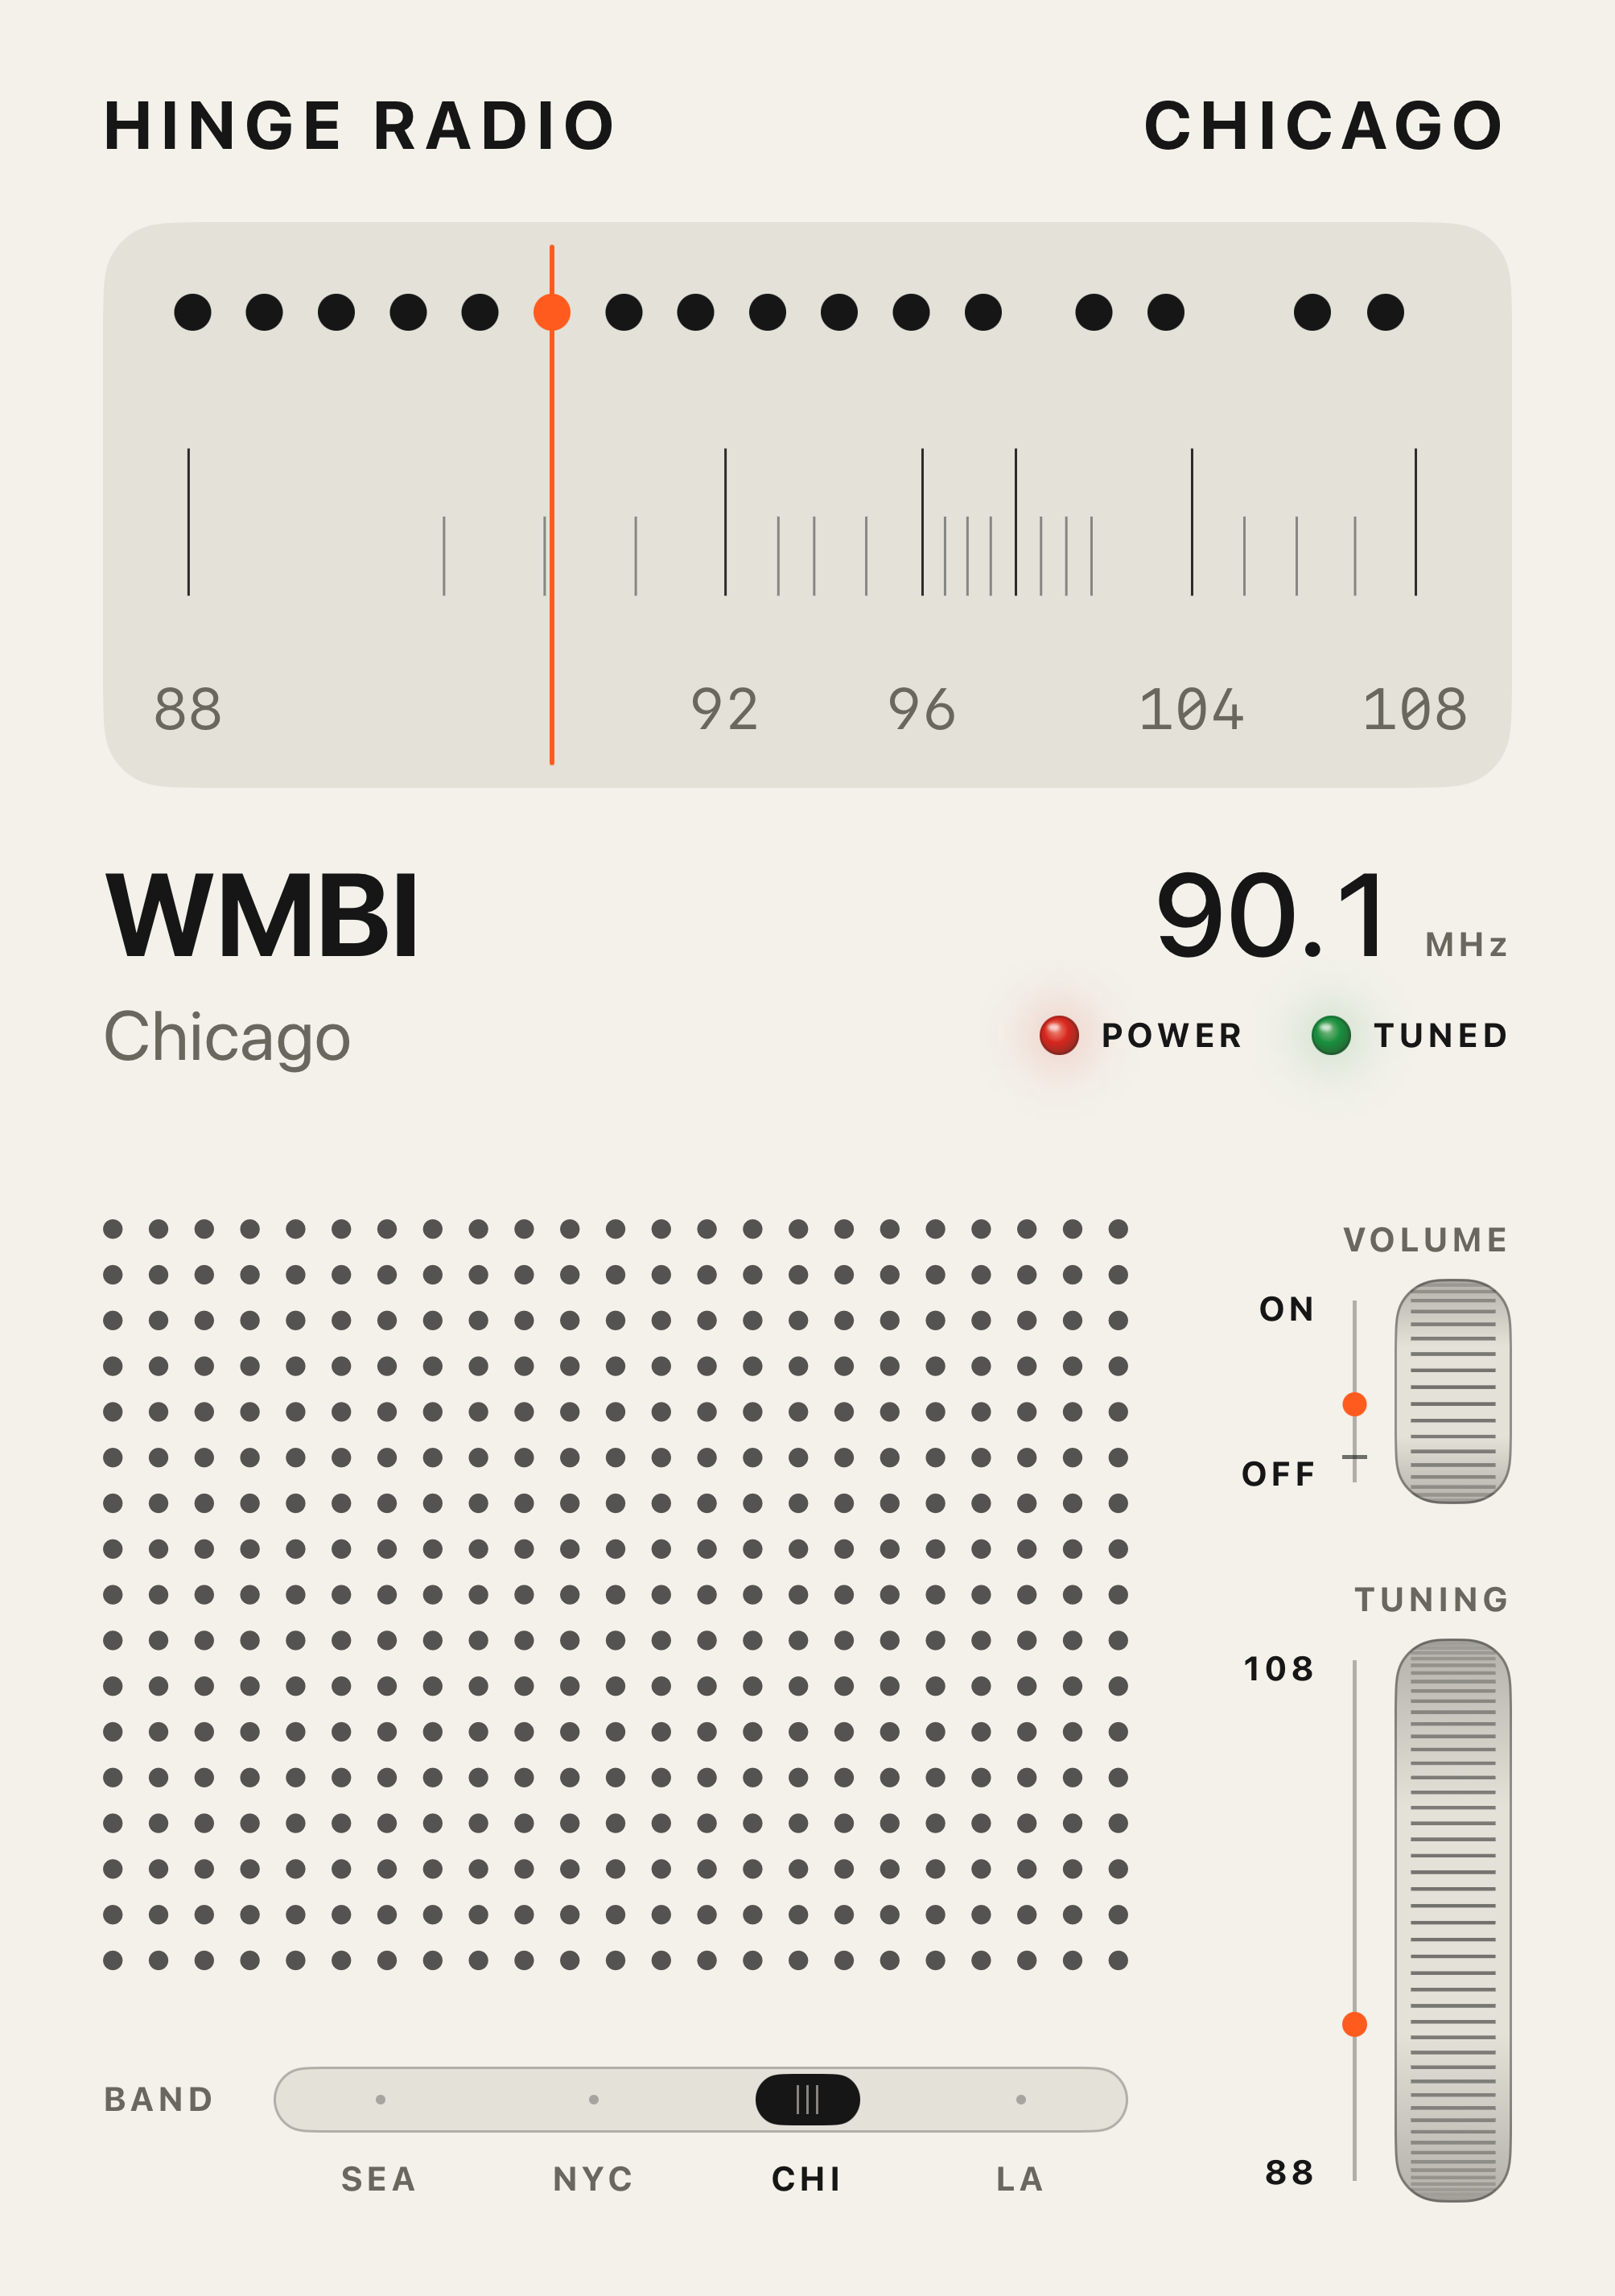 HINGE RADIO
CHICAGO
88 92 96 104 108
WMBI
90.1 MHz
Chicago
POWER
TUNED
VOLUME
ON
OFF
TUNING
108
88
BAND
SEA NYC CHI LA